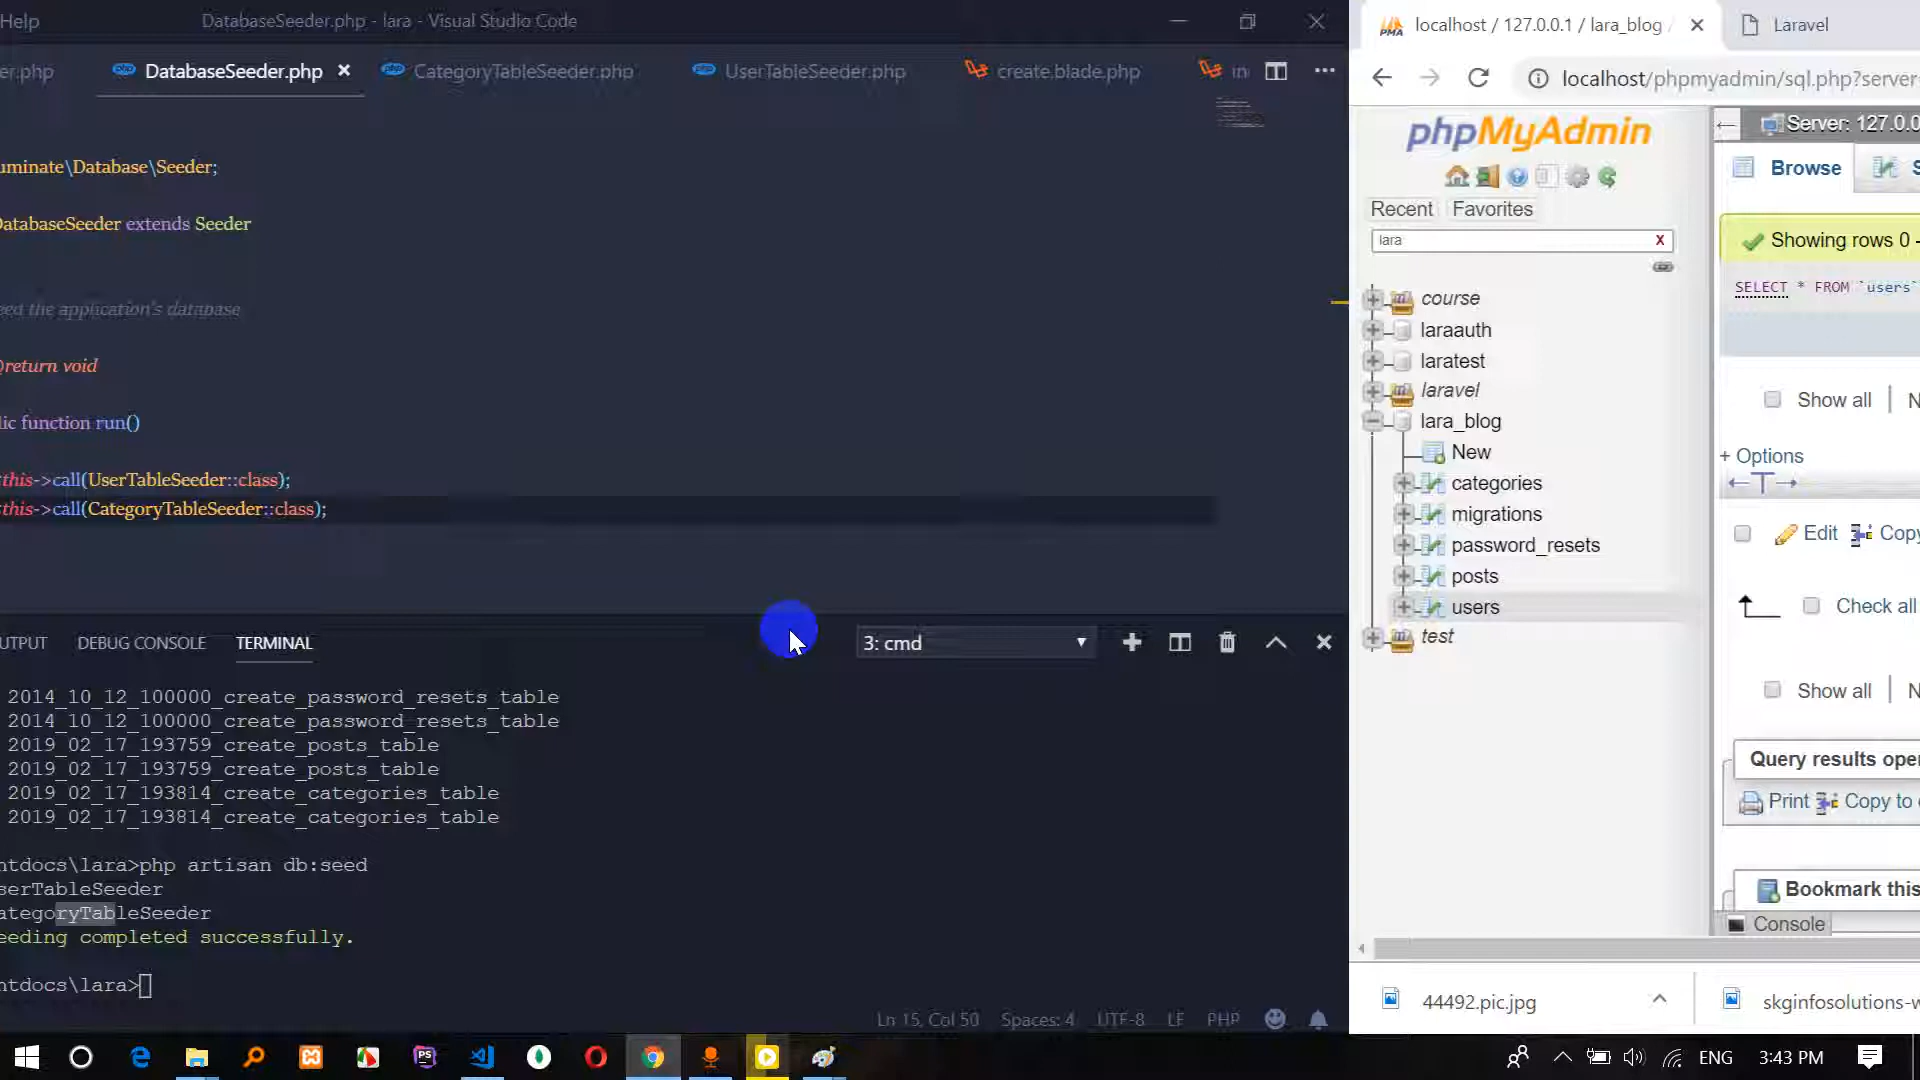 Help
DatabaseSeeder.php - lara - Visual Studio Code
er.php
DatabaseSeeder.php
CategoryTableSeeder.php
UserTableSeeder.php
create.blade.php
in
uminate\Database\Seeder;
DatabaseSeeder extends Seeder
eed the application's database
@return void
lic function run()
this->call(UserTableSeeder::class);
this->call(CategoryTableSeeder::class);
UTPUT
DEBUG CONSOLE
TERMINAL
3: cmd
2014_10_12_100000_create_password_resets_table
2014_10_12_100000_create_password_resets_table
2019_02_17_193759_create_posts_table
2019_02_17_193759_create_posts_table
2019_02_17_193814_create_categories_table
2019_02_17_193814_create_categories_table
ntdocs\lara>php artisan db:seed
serTableSeeder
ategoryTableSeeder
eeding completed successfully.
ntdocs\lara>
Ln 15, Col 50
Spaces: 4
UTF-8
LF
PHP
localhost / 127.0.0.1 / lara_blog /
Laravel
localhost/phpmyadmin/sql.php?server
phpMyAdmin
Recent
Favorites
lara
X
course
laraauth
laratest
laravel
lara_blog
New
categories
migrations
password_resets
posts
users
test
Server: 127.0.0
Browse
S
Showing rows 0 -
SELECT * FROM `users`
Show all
N
+ Options
←T→
Edit
Copy
Check all
Show all
N
Query results oper
Print
Copy to
Bookmark this
Console
44492.pic.jpg
skginfosolutions-w
PS
ENG
3:43 PM